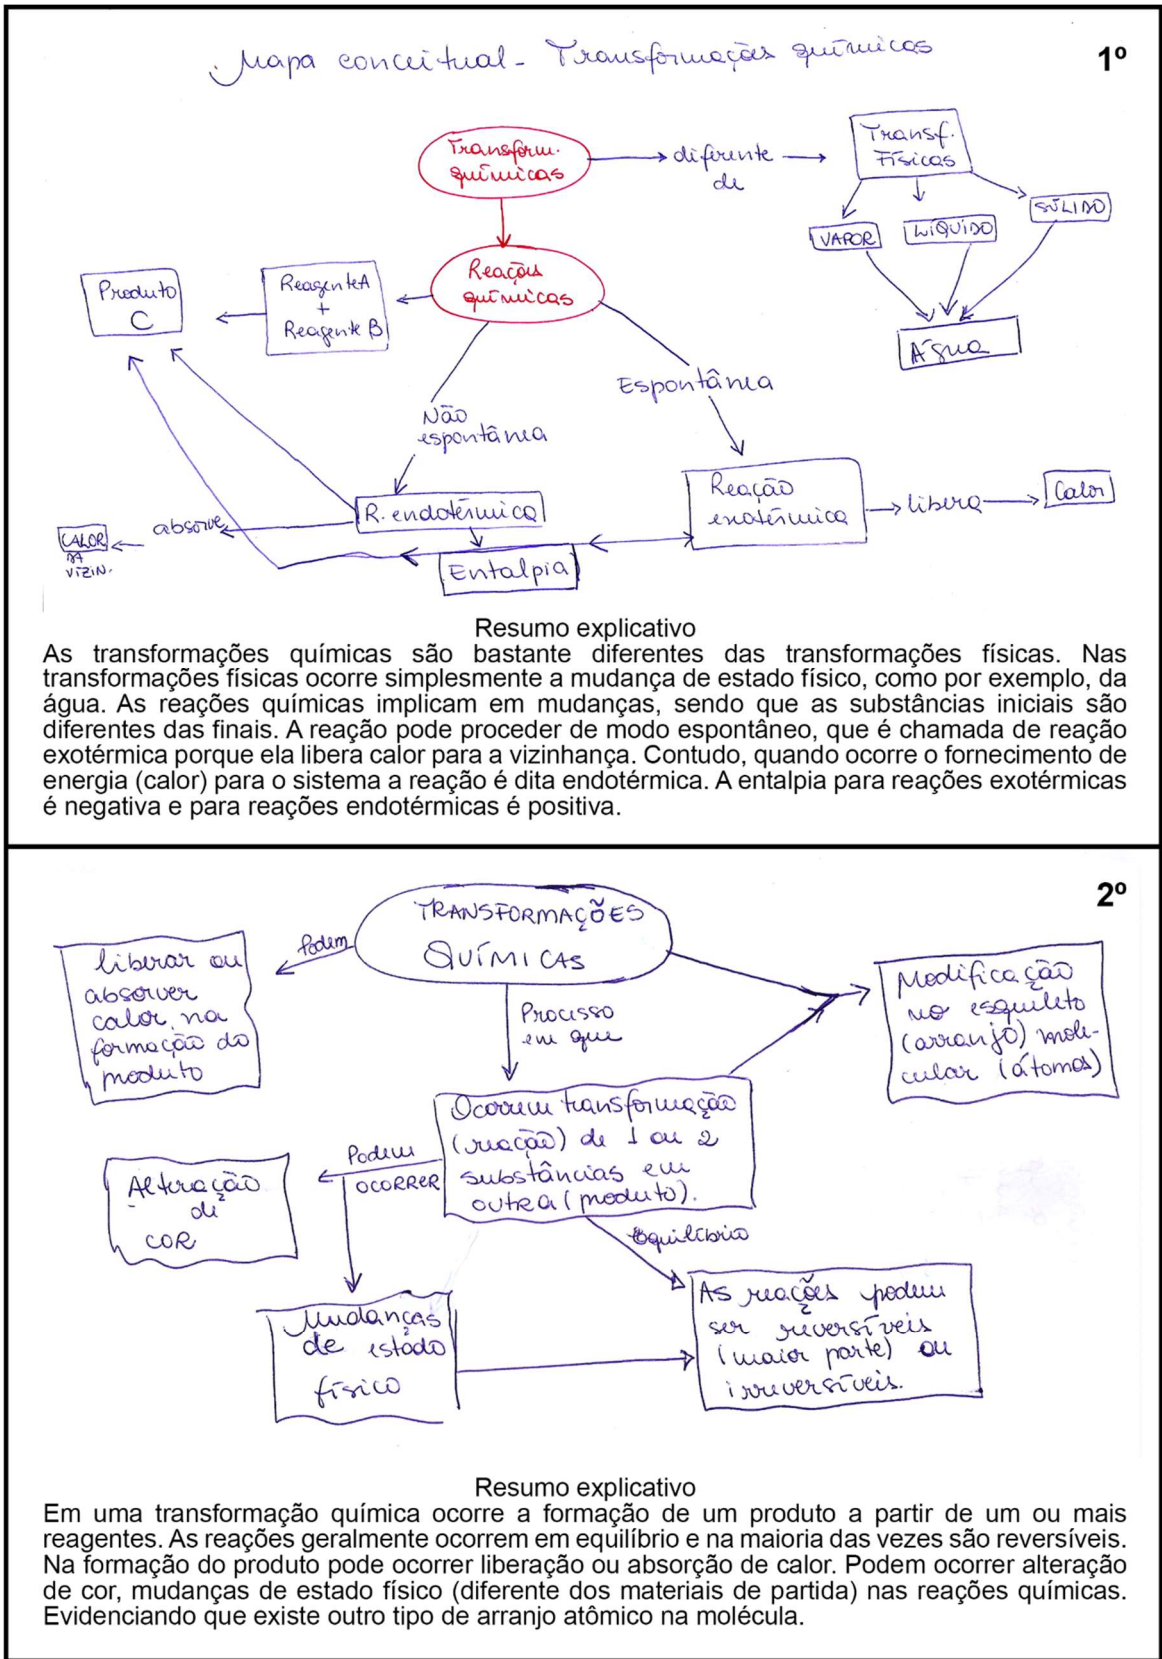 Mapa conceitual - Transformações químicas
1º
Transform.
químicas
diferente
de
Transf.
Físicas
VAPOR
LÍQUIDO
SÓLIDO
Água
Reações
químicas
Reagente A
+
Reagente B
Produto
C
Não
espontânea
Espontânea
R. endotérmica
absorve
CALOR
DA
VIZIN.
Entalpia
Reação
exotérmica
libera
Calor
Resumo explicativo
As transformações químicas são bastante diferentes das transformações físicas. Nas
transformações físicas ocorre simplesmente a mudança de estado físico, como por exemplo, da
água. As reações químicas implicam em mudanças, sendo que as substâncias iniciais são
diferentes das finais. A reação pode proceder de modo espontâneo, que é chamada de reação
exotérmica porque ela libera calor para a vizinhança. Contudo, quando ocorre o fornecimento de
energia (calor) para o sistema a reação é dita endotérmica. A entalpia para reações exotérmicas
é negativa e para reações endotérmicas é positiva.
2º
TRANSFORMAÇÕES
QUÍMICAS
Podem
liberar ou
absorver
calor, na
formação do
produto
Processo
em que
Modificação
no esqueleto
(arranjo) mole-
cular (átomos)
Ocorrem transformação
(reação) de 1 ou 2
substâncias em
outra (produto).
Podem
OCORRER
Alteração
de
COR
Mudanças
de estado
físico
Equilíbrio
As reações podem
ser reversíveis
(maior parte) ou
irreversíveis.
Resumo explicativo
Em uma transformação química ocorre a formação de um produto a partir de um ou mais
reagentes. As reações geralmente ocorrem em equilíbrio e na maioria das vezes são reversíveis.
Na formação do produto pode ocorrer liberação ou absorção de calor. Podem ocorrer alteração
de cor, mudanças de estado físico (diferente dos materiais de partida) nas reações químicas.
Evidenciando que existe outro tipo de arranjo atômico na molécula.